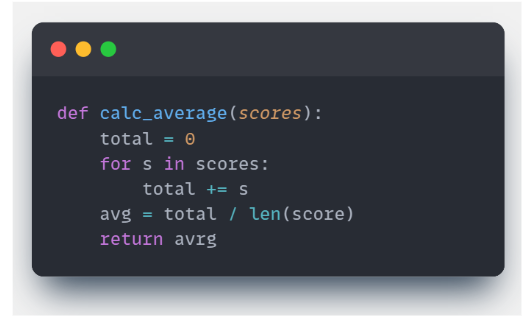 def calc_average(scores):
    total = 0
    for s in scores:
        total += s
    avg = total / len(score)
    return avrg